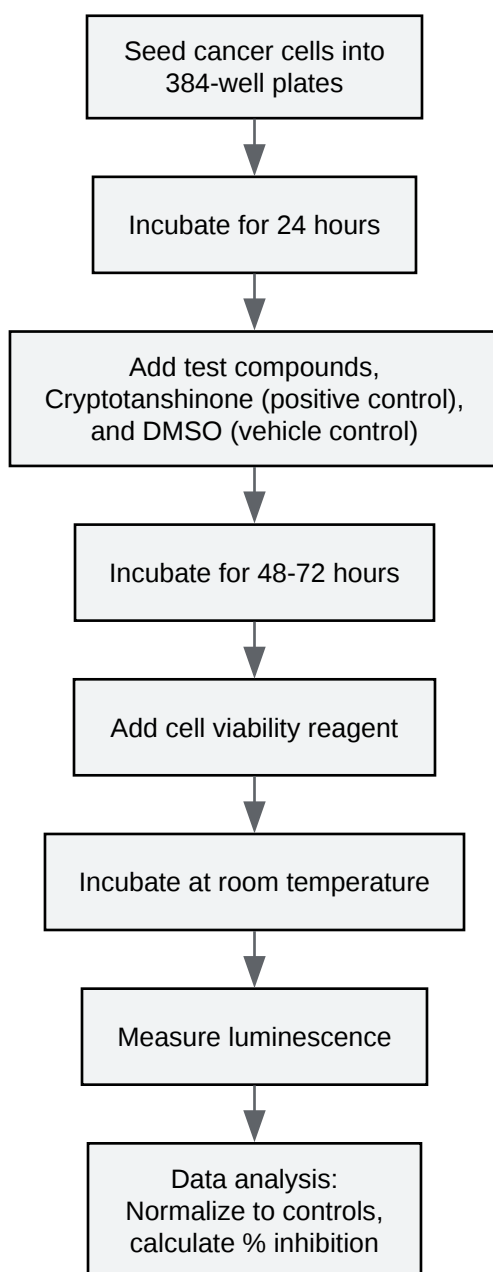 Seed cancer cells into
384-well plates
Incubate for 24 hours
Add test compounds,
Cryptotanshinone (positive control),
and DMSO (vehicle control)
Incubate for 48-72 hours
Add cell viability reagent
Incubate at room temperature
Measure luminescence
Data analysis:
Normalize to controls,
calculate % inhibition